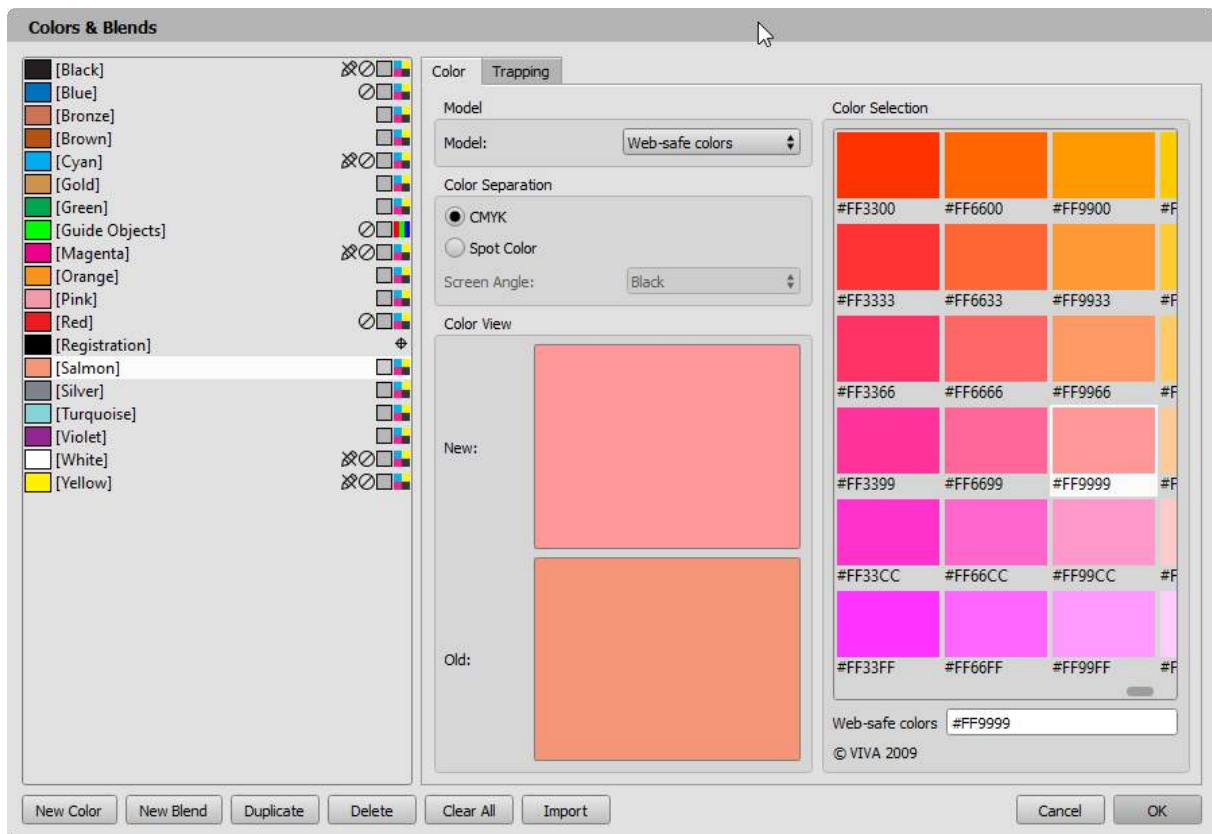 Colors & Blends
[Black]
[Blue]
[Bronze]
[Brown]
[Cyan]
[Gold]
[Green]
[Guide Objects]
[Magenta]
[Orange]
[Pink]
[Red]
[Registration]
[Salmon]
[Silver]
[Turquoise]
[Violet]
[White]
[Yellow]
Color Trapping
Model
Model: Web-safe colors
Color Separation
CMYK
Spot Color
Screen Angle: Black
Color View
New:
Old:
Color Selection
#FF3300 #FF6600 #FF9900 #F
#FF3333 #FF6633 #FF9933 #F
#FF3366 #FF6666 #FF9966 #F
#FF3399 #FF6699 #FF9999 #F
#FF33CC #FF66CC #FF99CC #F
#FF33FF #FF66FF #FF99FF #F
Web-safe colors #FF9999
© VIVA 2009
New Color New Blend Duplicate Delete Clear All Import Cancel OK